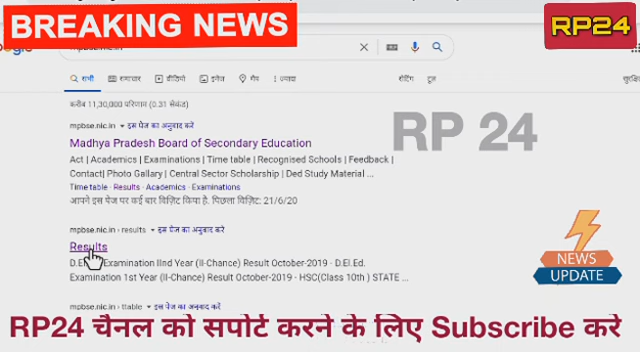 BREAKING NEWS
RP24
सभी
समाचार
वीडियो
इमेज
मैप
ज़्यादा
सेटिंग
टूल
करीब 11,30,000 परिणाम (0.31 सेकंड)
RP 24
mpbse.nic.in ▾ इस पेज का अनुवाद करें
Madhya Pradesh Board of Secondary Education
Act | Academics | Examinations | Time table | Recognised Schools | Feedback |
Contact| Photo Gallary | Central Sector Scholarship | Ded Study Material ...
Time table · Results · Academics · Examinations
आपने इस पेज पर कई बार विज़िट किया है. पिछला विज़िट: 21/6/20
mpbse.nic.in › results ▾ इस पेज का अनुवाद करें
Results
Examination IInd Year (II-Chance) Result October-2019 - D.El.Ed.
Examination 1st Year (II-Chance) Result October-2019 - HSC(Class 10th ) STATE ...
NEWS
UPDATE
mpbse.nic.in › ttable ▾ इस पेज का अनुवाद करें
RP24 चैनल को सपोर्ट करने के लिए Subscribe करें